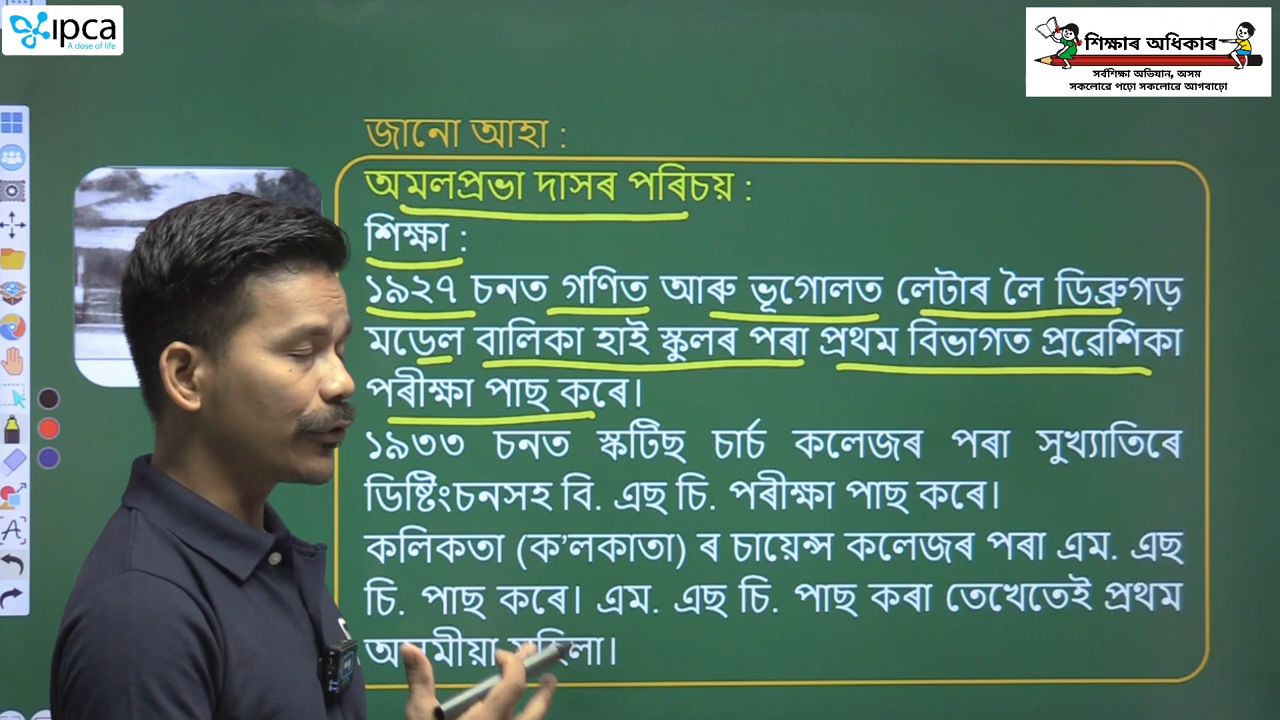 ipca
A dose of life
শিক্ষাৰ অধিকাৰ
সৰ্বশিক্ষা অভিযান, অসম
সকলোৱে পঢ়ো সকলোৱে আগবাঢ়ো
জানো আহা :
অমলপ্ৰভা দাসৰ পৰিচয় :
শিক্ষা :
১৯২৭ চনত গণিত আৰু ভূগোলত লেটাৰ লৈ ডিব্ৰুগড়
মডেল বালিকা হাই স্কুলৰ পৰা প্ৰথম বিভাগত প্ৰৱেশিকা
পৰীক্ষা পাছ কৰে।
১৯৩৩ চনত স্কটিছ চাৰ্চ কলেজৰ পৰা সুখ্যাতিৰে
ডিষ্টিংচনসহ বি. এছ চি. পৰীক্ষা পাছ কৰে।
কলিকতা (ক'লকাতা) ৰ চায়েন্স কলেজৰ পৰা এম. এছ
চি. পাছ কৰে। এম. এছ চি. পাছ কৰা তেখেতেই প্ৰথম
অসমীয়া মহিলা।
A